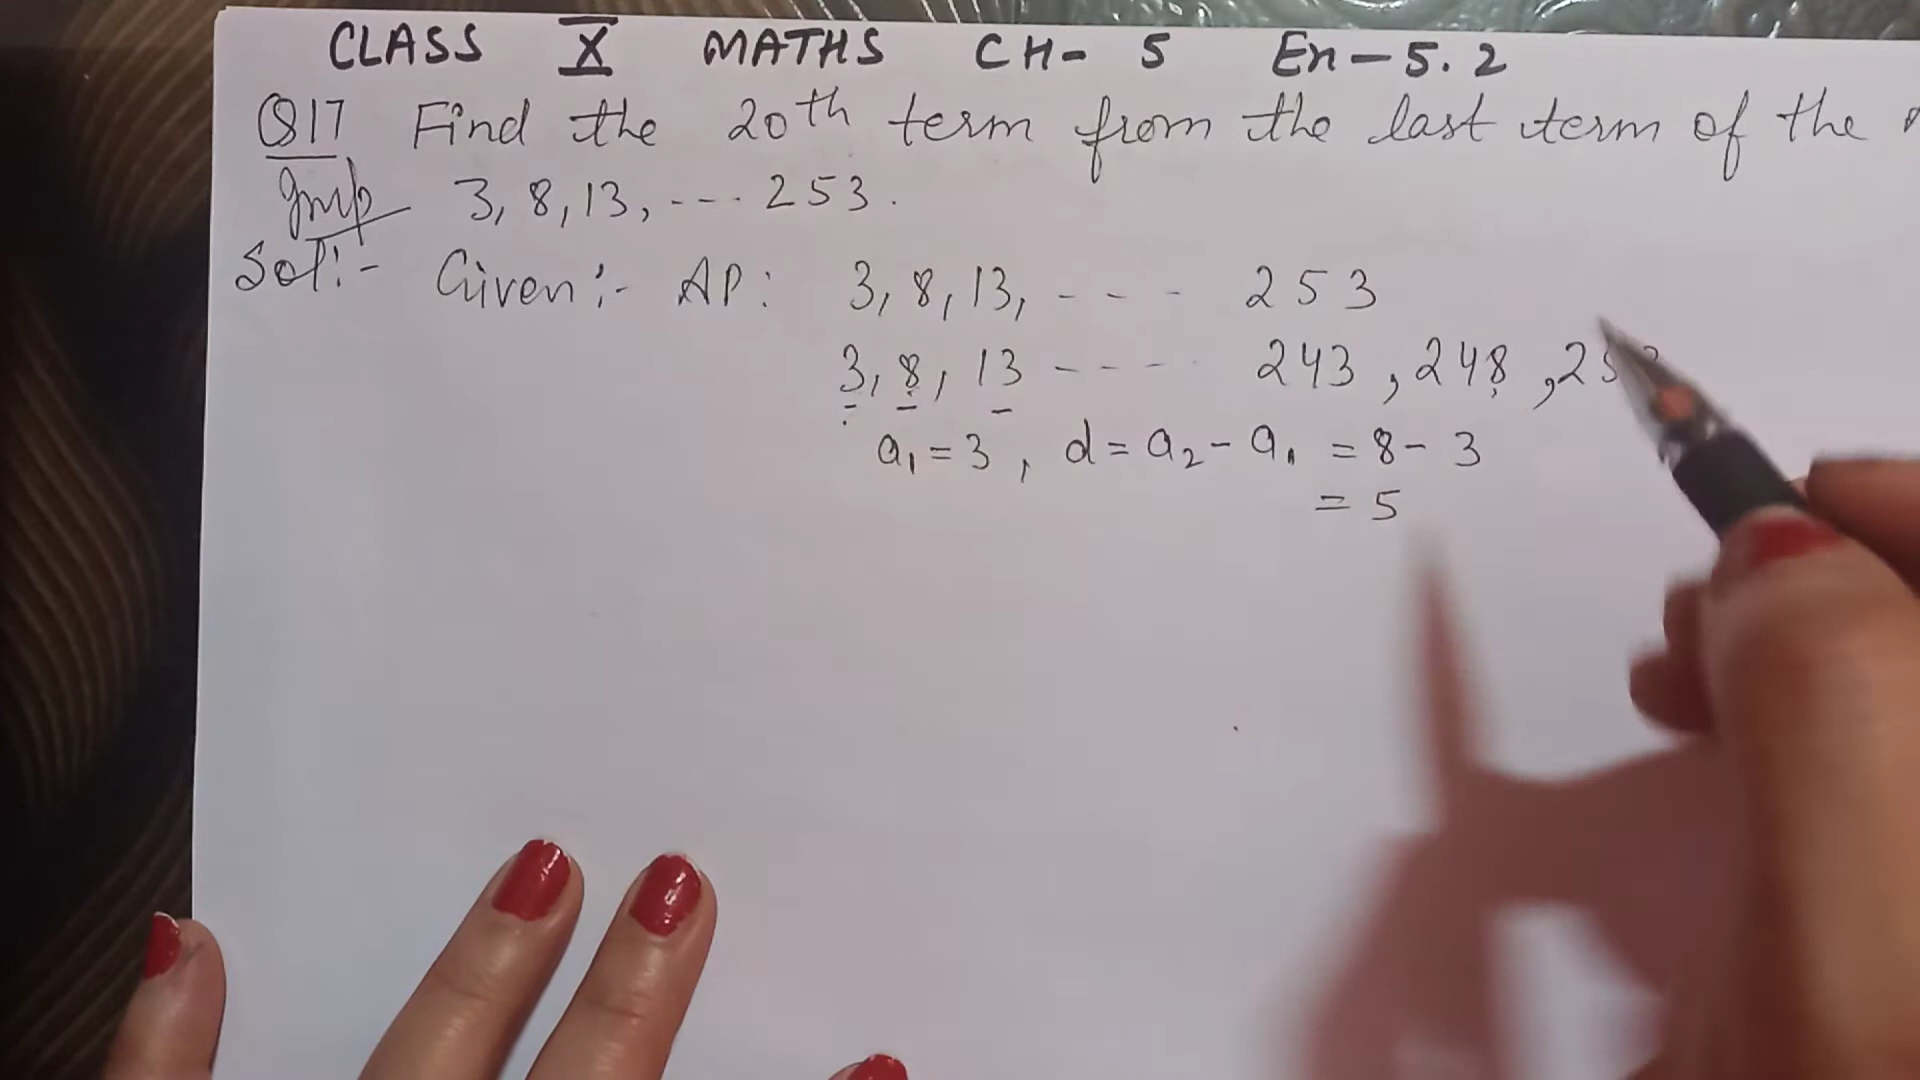 CLASS X MATHS CH- 5 Ex-5.2
Q17 Find the 20th term from the last term of the
Imp 3, 8, 13, ---- 253.
Sol:- Given:- AP: 3, 8, 13, - - - 253
3, 8, 13 ---- 243, 248,
a₁ = 3, d = a₂ - a₁ = 8 - 3
= 5